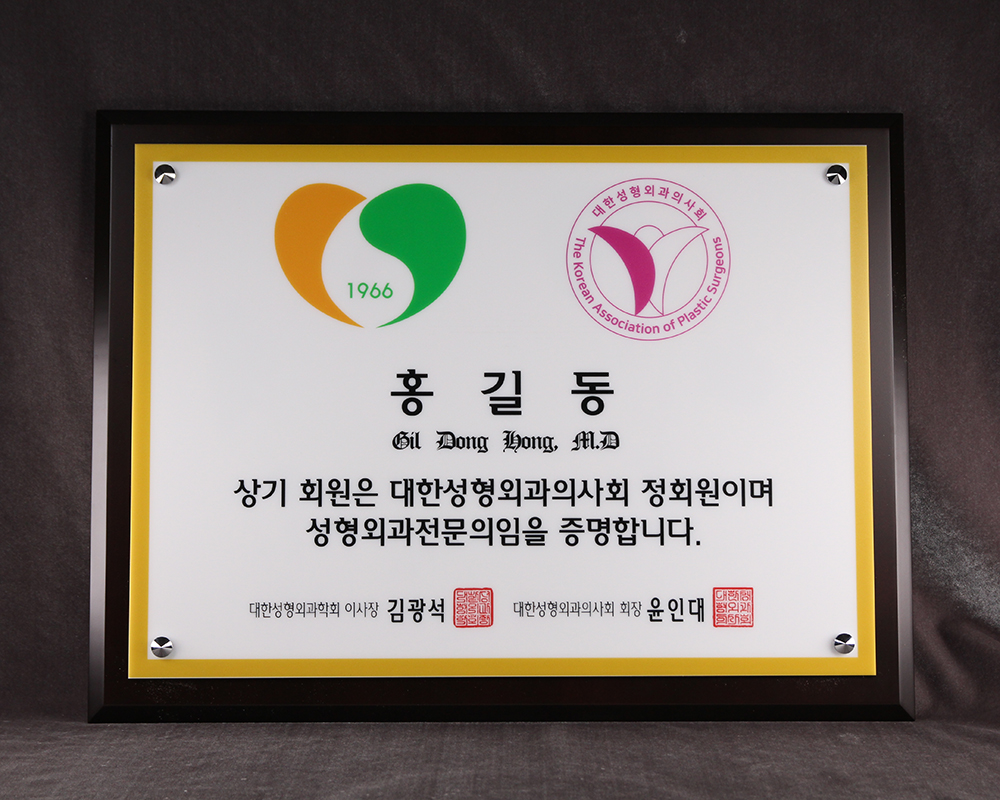 1966
대한성형외과의사회
The Korean Association of Plastic Surgeons
홍 길 동
Gil Dong Hong, M.D
상기 회원은 대한성형외과의사회 정회원이며
성형외과전문의임을 증명합니다.
대한성형외과학회 이사장 김광석 대한성형외과의사회 회장 윤인대